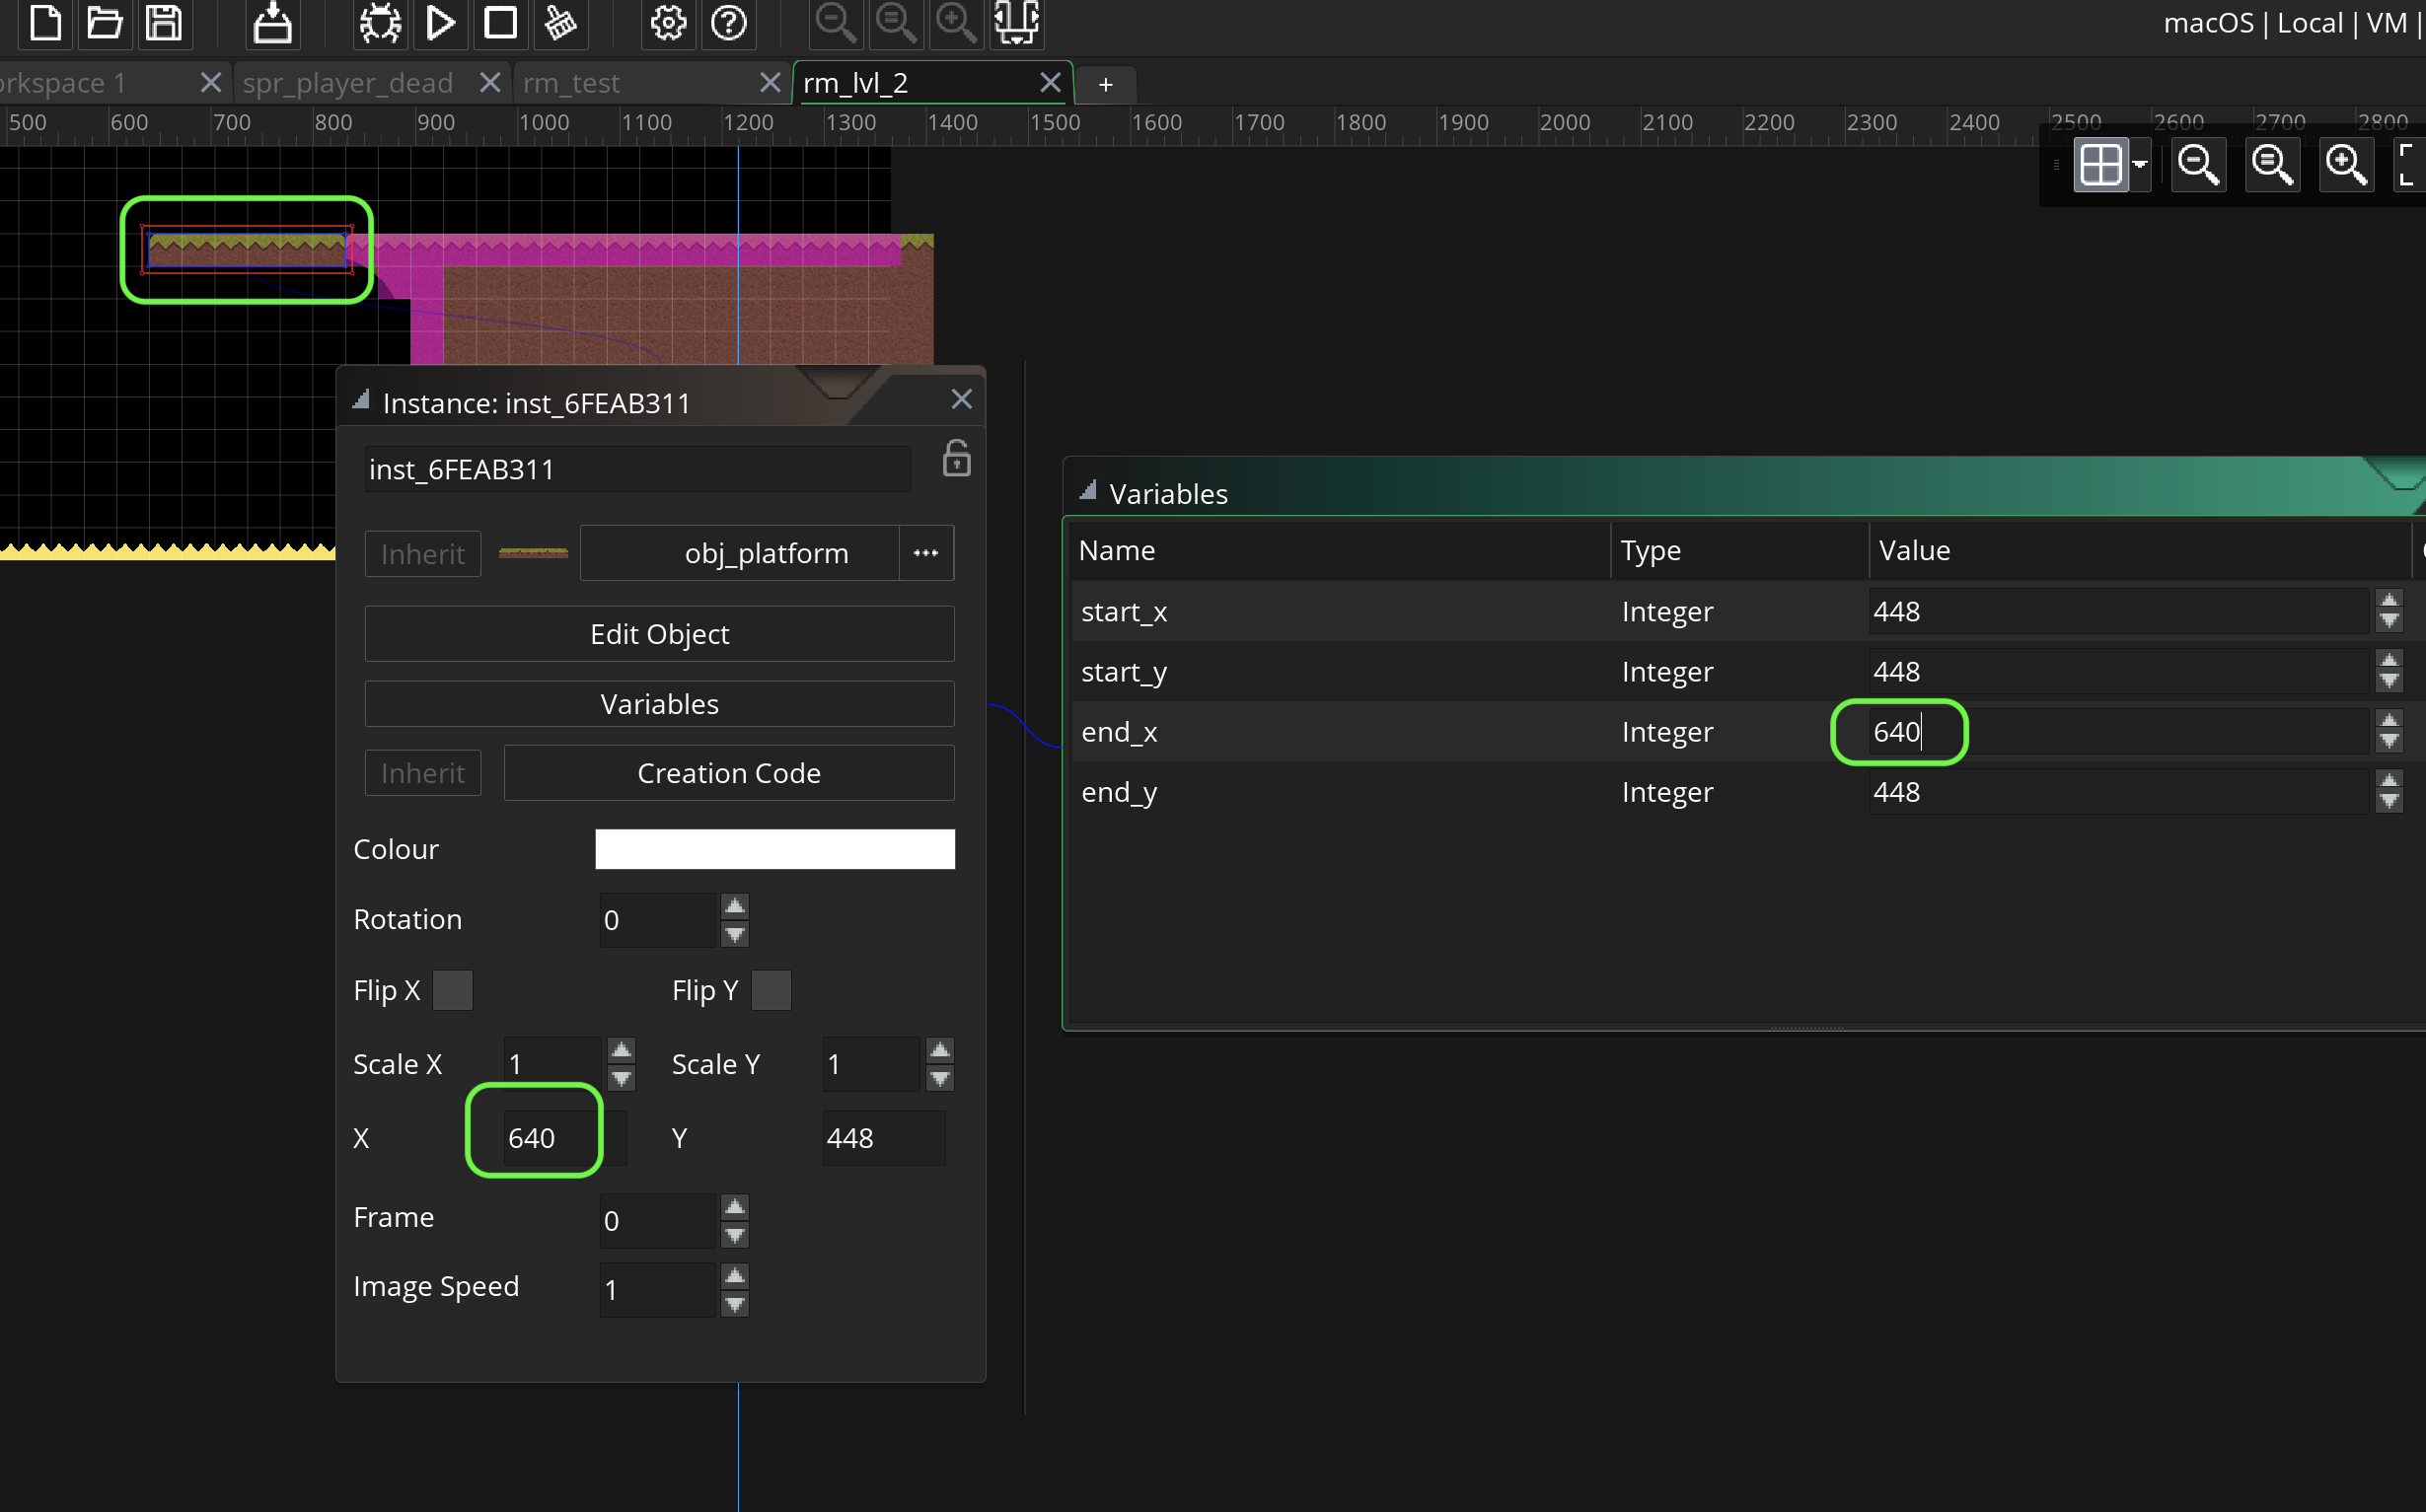 macOS | Local | VM |
orkspace 1 spr_player_dead rm_test rm_lvl_2 +
500 600 700 800 900 1000 1100 1200 1300 1400 1500 1600 1700 1800 1900 2000 2100 2200 2300 2400 2500 2600 2700 2800
Instance: inst_6FEAB311
inst_6FEAB311
Inherit obj_platform ...
Edit Object
Variables
Inherit Creation Code
Colour
Rotation 0
Flip X Flip Y
Scale X 1 Scale Y 1
X 640 Y 448
Frame 0
Image Speed 1
Variables
Name Type Value
start_x Integer 448
start_y Integer 448
end_x Integer 640
end_y Integer 448